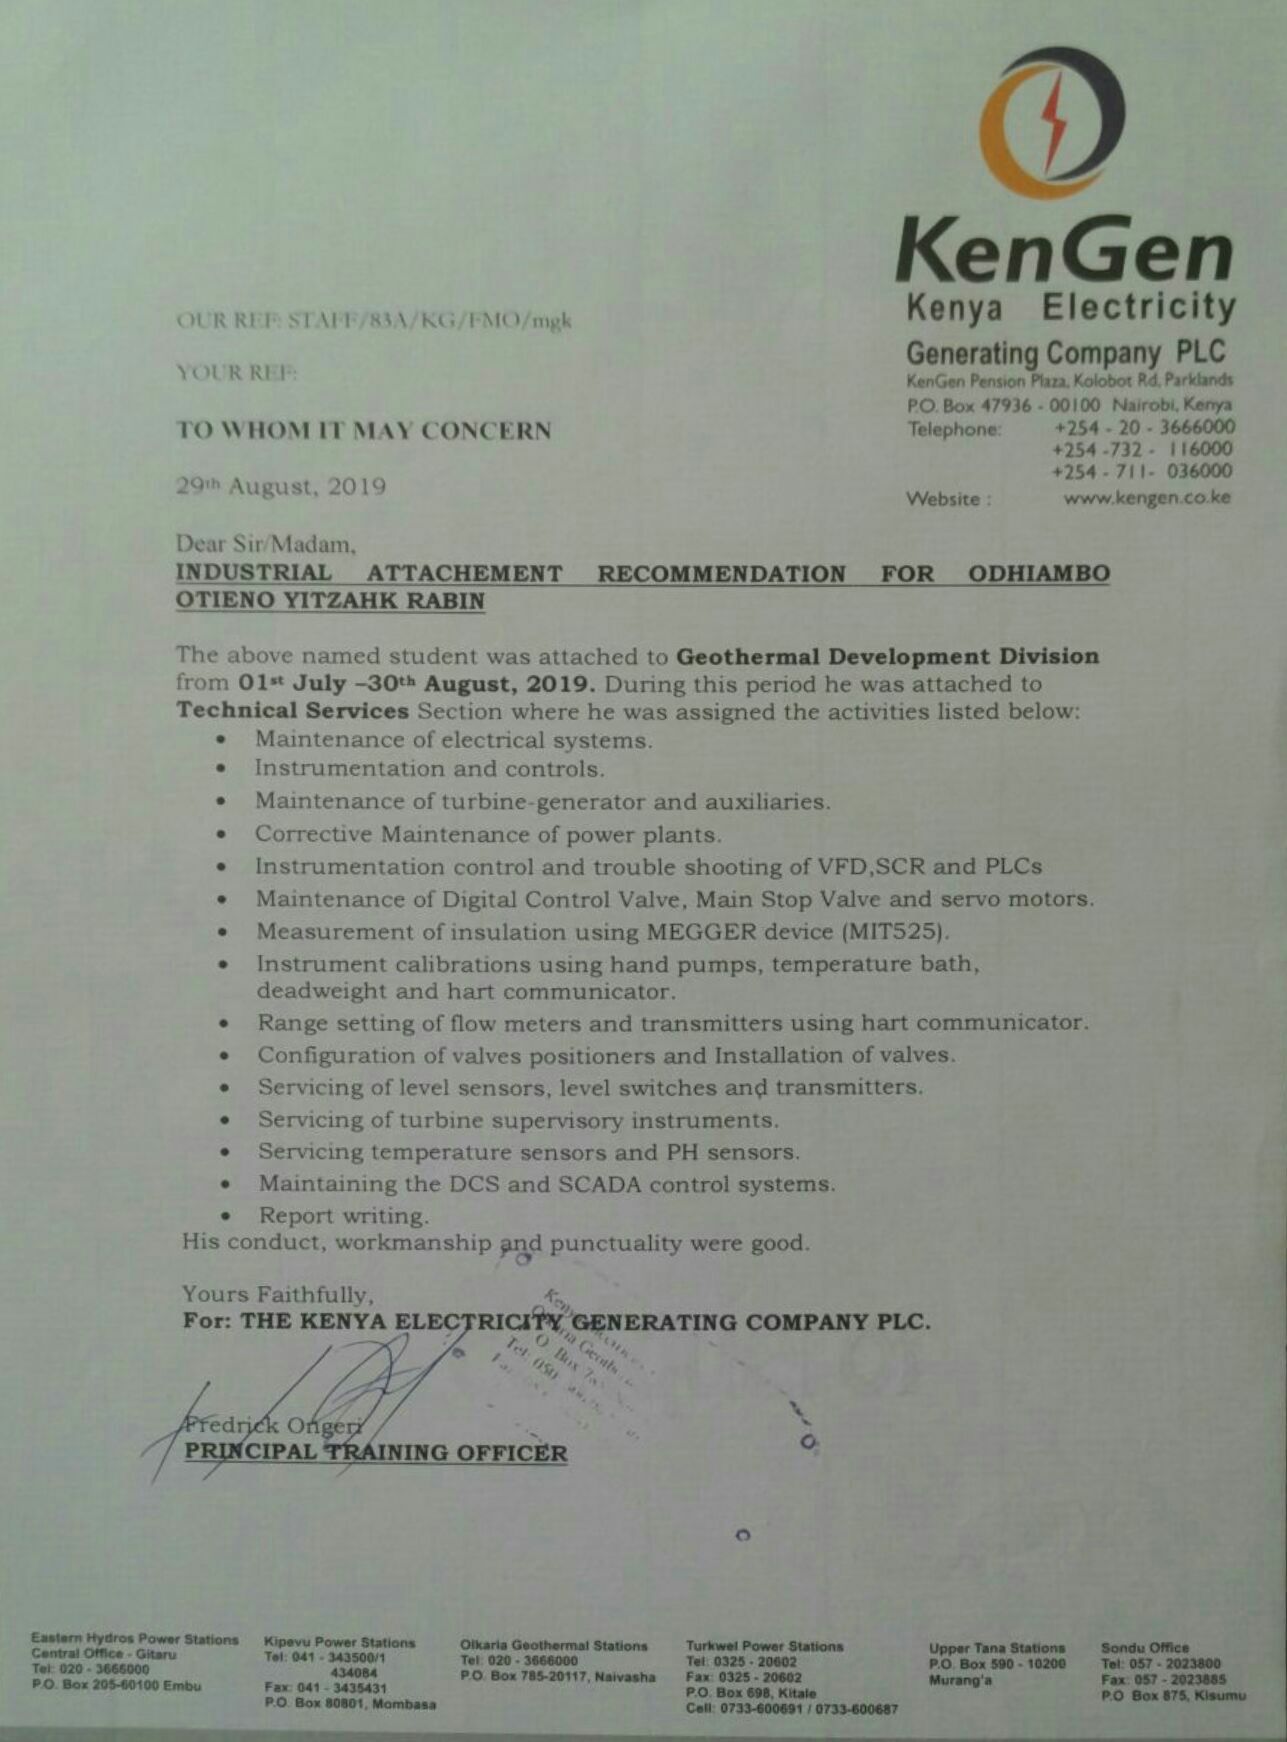 KenGen
Kenya Electricity
Generating Company PLC
KenGen Pension Plaza, Kolobot Rd, Parklands
P.O. Box 47936 - 00100 Nairobi, Kenya
Telephone: +254 - 20 - 3666000
+254 -732 - 116000
+254 - 711- 036000
Website : www.kengen.co.ke
OUR REF: STAFF/83A/KG/FMO/mgk
YOUR REF:
TO WHOM IT MAY CONCERN
29th August, 2019
Dear Sir/Madam,
INDUSTRIAL ATTACHEMENT RECOMMENDATION FOR ODHIAMBO
OTIENO YITZAHK RABIN
The above named student was attached to Geothermal Development Division
from 01st July –30th August, 2019. During this period he was attached to
Technical Services Section where he was assigned the activities listed below:
• Maintenance of electrical systems.
• Instrumentation and controls.
• Maintenance of turbine-generator and auxiliaries.
• Corrective Maintenance of power plants.
• Instrumentation control and trouble shooting of VFD,SCR and PLCs
• Maintenance of Digital Control Valve, Main Stop Valve and servo motors.
• Measurement of insulation using MEGGER device (MIT525).
• Instrument calibrations using hand pumps, temperature bath,
deadweight and hart communicator.
• Range setting of flow meters and transmitters using hart communicator.
• Configuration of valves positioners and Installation of valves.
• Servicing of level sensors, level switches and transmitters.
• Servicing of turbine supervisory instruments.
• Servicing temperature sensors and PH sensors.
• Maintaining the DCS and SCADA control systems.
• Report writing.
His conduct, workmanship and punctuality were good.
Yours Faithfully,
For: THE KENYA ELECTRICITY GENERATING COMPANY PLC.
Fredrick Ongeri
PRINCIPAL TRAINING OFFICER
Eastern Hydros Power Stations
Central Office - Gitaru
Tel: 020 - 3666000
P.O. Box 205-60100 Embu
Kipevu Power Stations
Tel: 041 - 343500/1
434084
Fax: 041 - 3435431
P.O. Box 80801, Mombasa
Olkaria Geothermal Stations
Tel: 020 - 3666000
P.O. Box 785-20117, Naivasha
Turkwel Power Stations
Tel: 0325 - 20602
Fax: 0325 - 20602
P.O. Box 698, Kitale
Cell: 0733-600691 / 0733-600687
Upper Tana Stations
P.O. Box 590 - 10200
Murang'a
Sondu Office
Tel: 057 - 2023800
Fax: 057 - 2023885
P.O Box 875, Kisumu